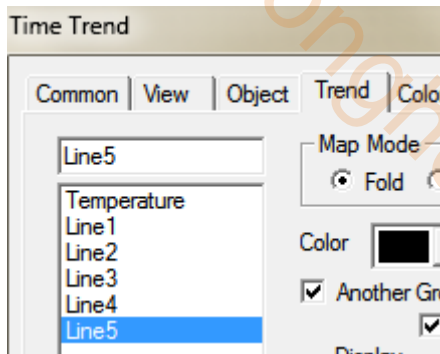 Time Trend
Common View Object Trend Colo
Line5
Map Mode
Fold
Temperature
Line1
Line2
Color
Line3
Another Gr
Line4
Line5